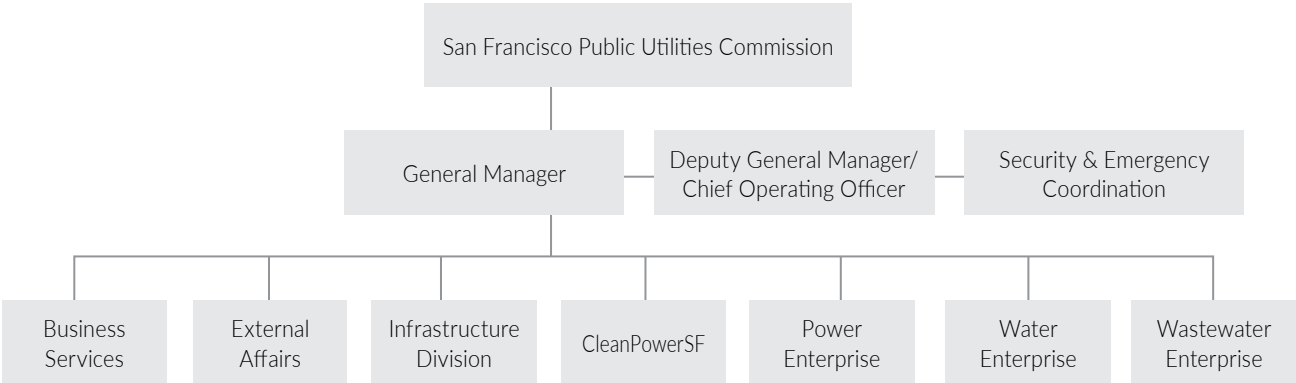 San Francisco Public Utilities Commission
General Manager
Deputy General Manager/
Chief Operating Officer
Security & Emergency
Coordination
Business
Services
External
Affairs
Infrastructure
Division
CleanPowerSF
Power
Enterprise
Water
Enterprise
Wastewater
Enterprise